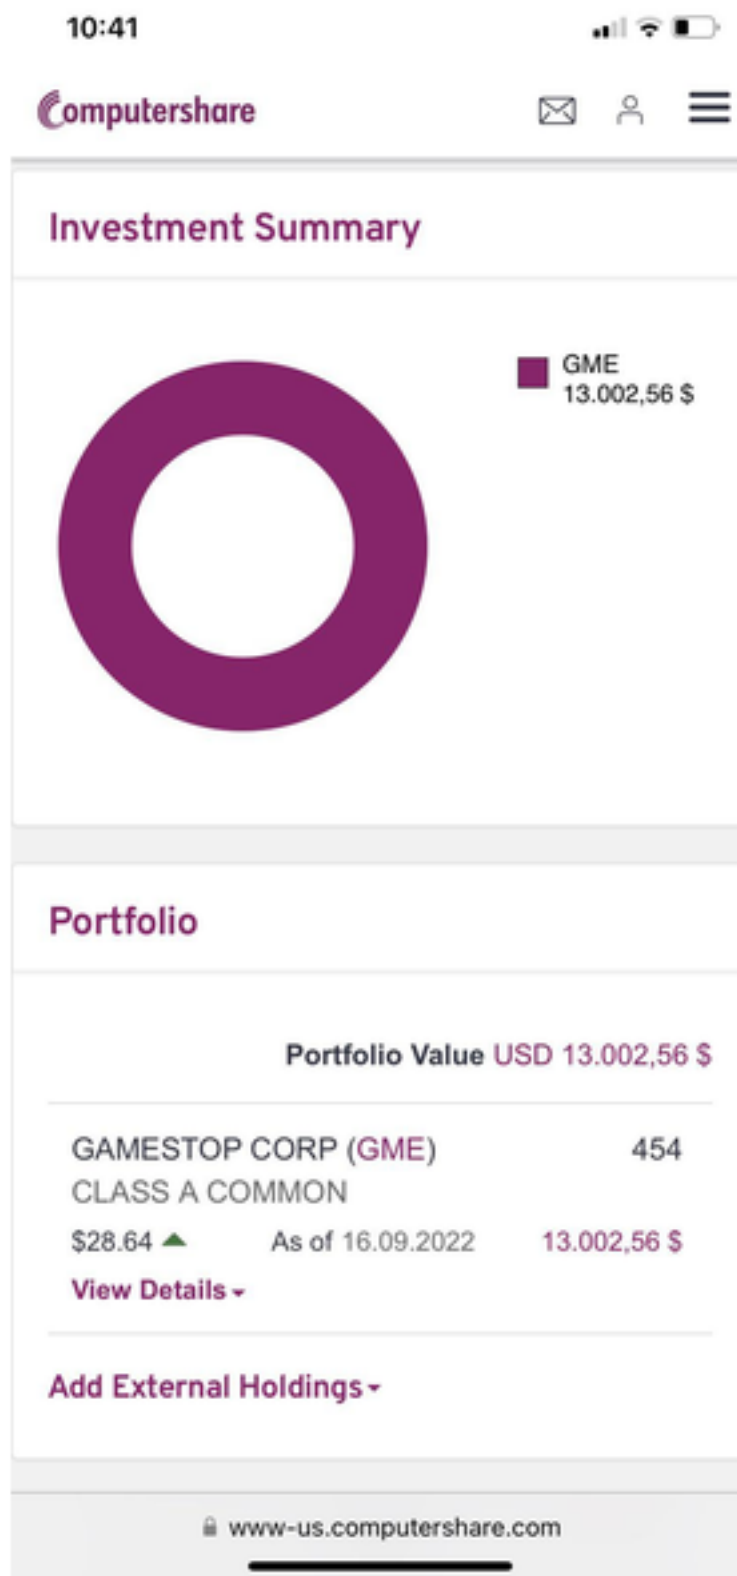 10:41
Computershare
Investment Summary
GME
13.002,56 $
Portfolio
Portfolio Value USD 13.002,56 $
GAMESTOP CORP (GME) 454
CLASS A COMMON
$28.64 As of 16.09.2022 13.002,56 $
View Details
Add External Holdings
www-us.computershare.com